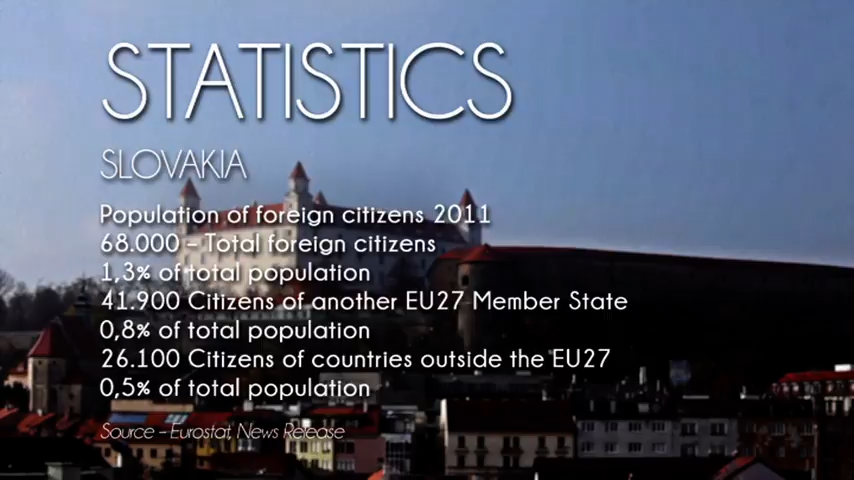 STATISTICS
SLOVAKIA
Population of foreign citizens 2011
68.000 - Total foreign citizens
1,3% of total population
41.900 Citizens of another EU27 Member State
0,8% of total population
26.100 Citizens of countries outside the EU27
0,5% of total population
Source - Eurostat, News Release